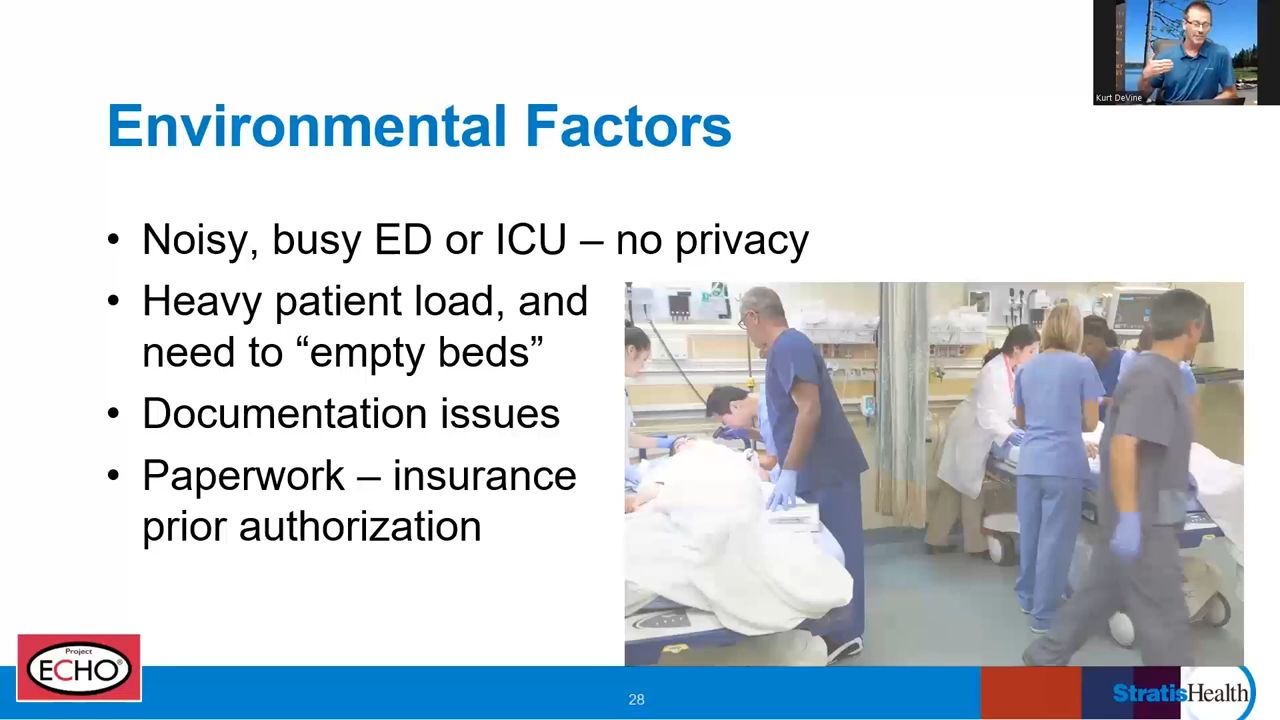 Kurt DeVine
Environmental Factors
• Noisy, busy ED or ICU – no privacy
• Heavy patient load, and
need to “empty beds”
• Documentation issues
• Paperwork – insurance
prior authorization
Project
ECHO®
28
StratisHealth